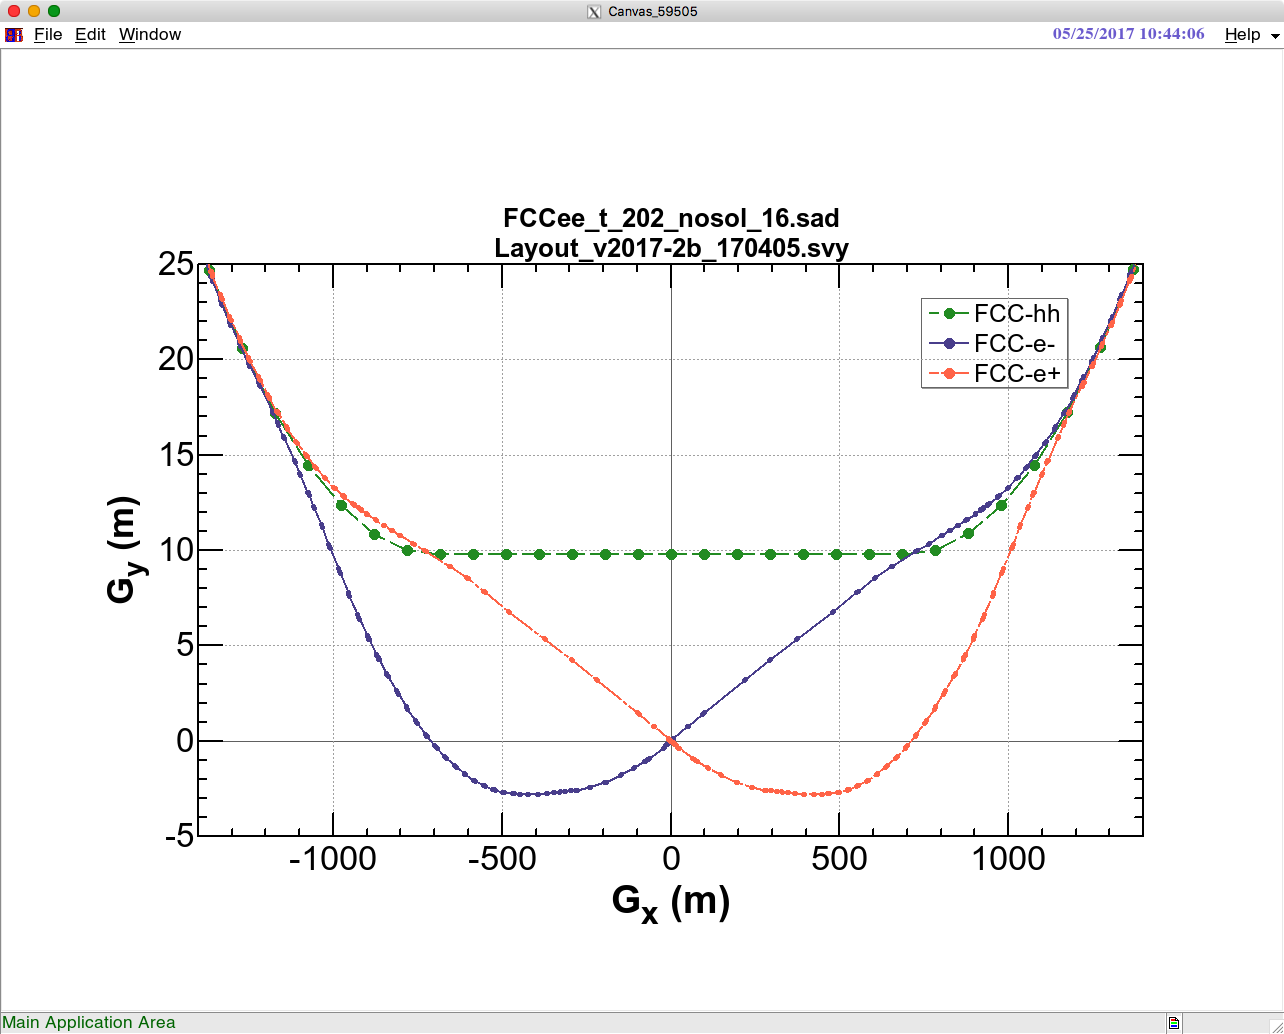 Canvas_59505
File Edit Window 05/25/2017 10:44:06 Help
FCCee_t_202_nosol_16.sad
Layout_v2017-2b_170405.svy
FCC-hh
FCC-e-
FCC-e+
25
20
15
10
5
0
-5
Gy (m)
-1000 -500 0 500 1000
Gx (m)
Main Application Area